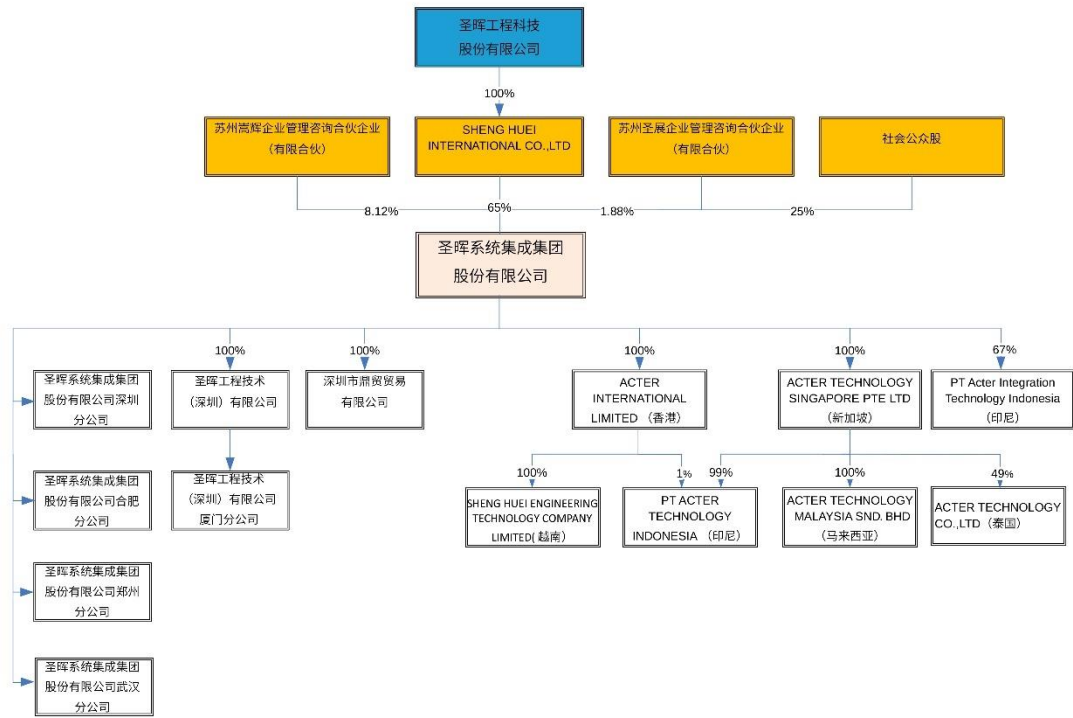 圣晖工程科技
股份有限公司
100%
苏州嵩辉企业管理咨询合伙企业
（有限合伙）
SHENG HUEI
INTERNATIONAL CO.,LTD
苏州圣展企业管理咨询合伙企业
（有限合伙）
社会公众股
8.12%
65%
1.88%
25%
圣晖系统集成集团
股份有限公司
100%
100%
100%
100%
67%
圣晖系统集成集团
股份有限公司深圳
分公司
圣晖工程技术
（深圳）有限公司
深圳市鼎贸贸易
有限公司
ACTER
INTERNATIONAL
LIMITED （香港）
ACTER TECHNOLOGY
SINGAPORE PTE LTD
（新加坡）
PT Acter Integration
Technology Indonesia
（印尼）
100%
1%
99%
100%
49%
圣晖系统集成集团
股份有限公司合肥
分公司
圣晖工程技术
（深圳）有限公司
厦门分公司
SHENG HUEI ENGINEERING
TECHNOLOGY COMPANY
LIMITED( 越南）
PT ACTER
TECHNOLOGY
INDONESIA （印尼）
ACTER TECHNOLOGY
MALAYSIA SND. BHD
（马来西亚）
ACTER TECHNOLOGY
CO.,LTD（泰国）
圣晖系统集成集团
股份有限公司郑州
分公司
圣晖系统集成集团
股份有限公司武汉
分公司